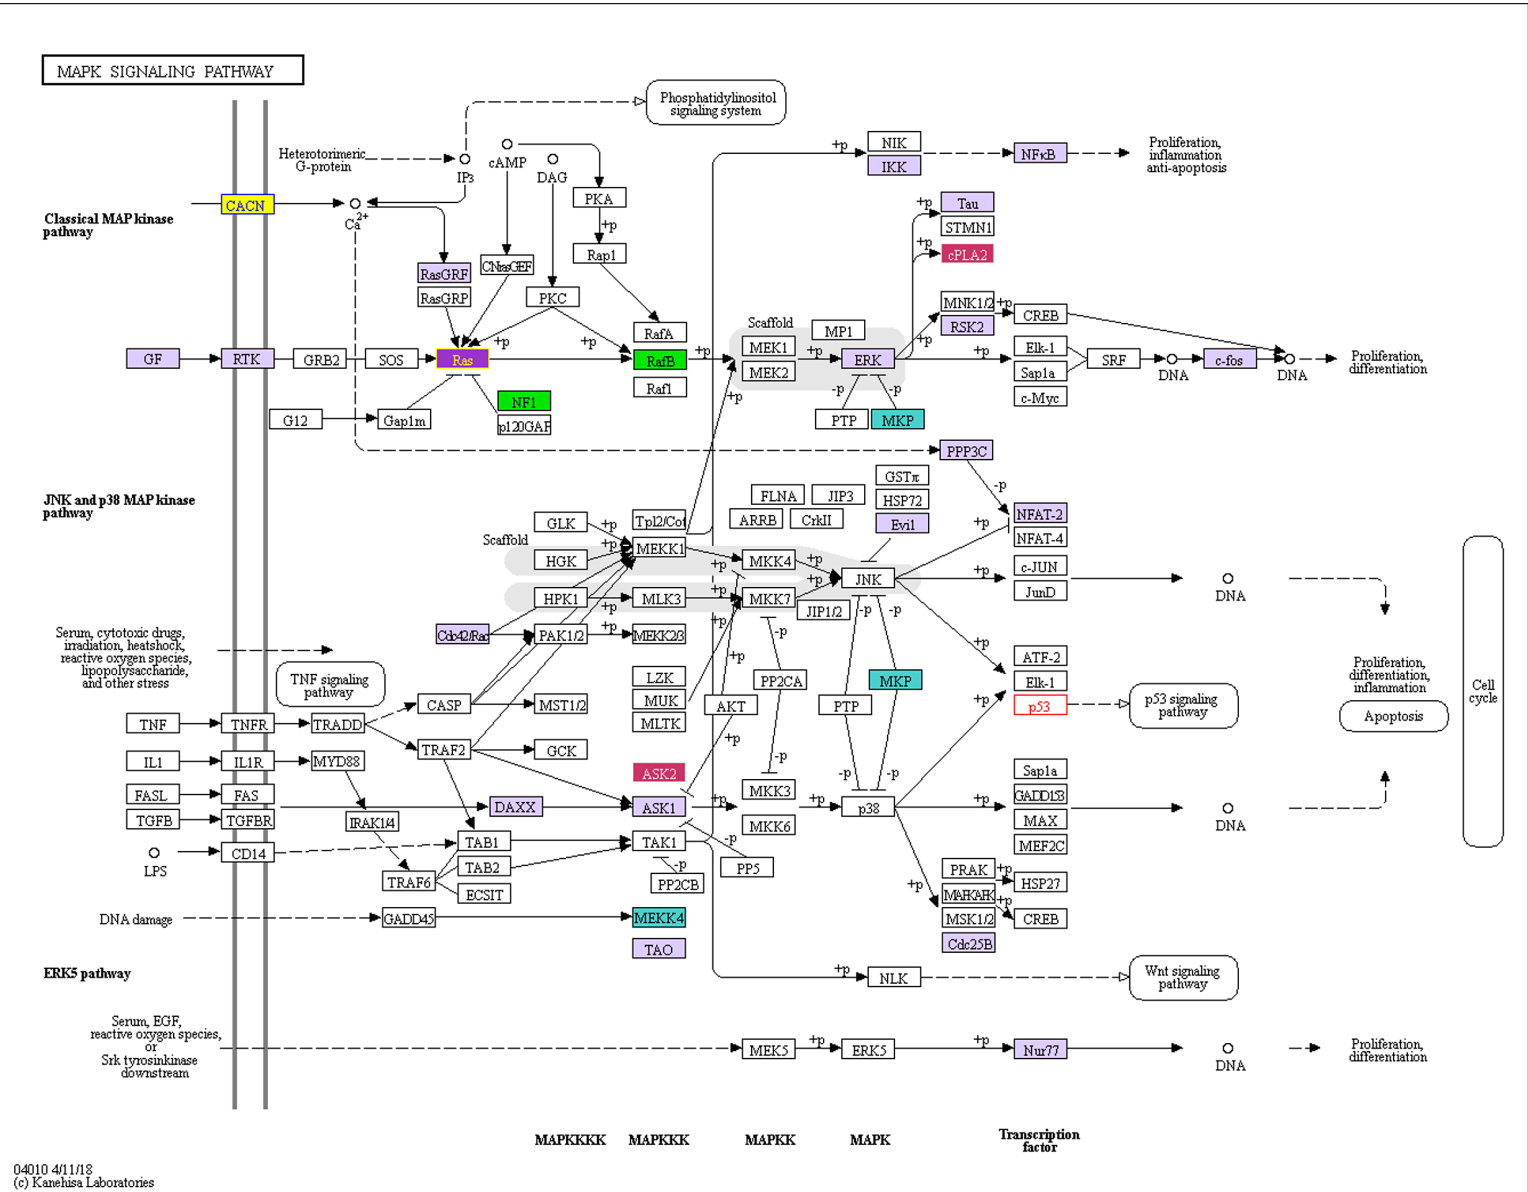 MAPK SIGNALING PATHWAY
Phosphatidylinositol
signaling system
Heterotorimeric
G-protein
IP3
cAMP
DAG
+p
NIK
IKK
NFκB
Proliferation,
inflammation
anti-apoptosis
CACN
Ca2+
PKA
+p
Rap1
Classical MAP kinase
pathway
+p
Tau
STMN1
+p
cPLA2
RasGRF
RasGRP
CNrasGEF
PKC
RafA
Scaffold
MP1
MNK1/2
+p
RSK2
CREB
GF
RTK
GRB2
SOS
Ras
+p
+p
RafB
+p
Raf1
MEK1
MEK2
+p
ERK
+p
+p
Elk-1
Sap1a
c-Myc
SRF
DNA
c-fos
DNA
Proliferation,
differentiation
G12
Gap1m
NF1
p120GAP
+p
-p
-p
PTP
MKP
PPP3C
-p
JNK and p38 MAP kinase
pathway
GLK
+p
HGK
+p
Scaffold
Tpl2/Cot
MEKK1
+p
FLNA
JIP3
ARRB
CrkII
GSTπ
HSP72
Evi1
+p
NFAT-2
NFAT-4
MKK4
+p
JNK
+p
c-JUN
JunD
DNA
HPK1
+p
MLK3
+p
MKK7
+p
JIP1/2
Cdc42/Rac
PAK1/2
+p
MEKK2/3
+p
-p
-p
-p
+p
Serum, cytotoxic drugs,
irradiation, heatshock,
reactive oxygen species,
lipopolysaccharide,
and other stress
TNF signaling
pathway
LZK
MUK
MLTK
+p
AKT
PP2CA
PTP
MKP
ATF-2
Elk-1
p53
+p
p53 signaling
pathway
Proliferation,
differentiation,
inflammation
Apoptosis
Cell
cycle
CASP
MST1/2
TNF
TNFR
TRADD
TRAF2
GCK
+p
IL1
IL1R
MYD88
ASK2
-p
-p
-p
FASL
FAS
DAXX
ASK1
+p
MKK3
MKK6
+p
p38
+p
Sap1a
GADD153
MAX
MEF2C
DNA
TGFB
TGFBR
IRAK1/4
LPS
CD14
TAB1
TAB2
ECSIT
TRAF6
TAK1
-p
PP2CB
-p
PP5
+p
PRAK
+p
MAPKAPK
+p
MSK1/2
Cdc25B
HSP27
CREB
DNA damage
GADD45
MEKK4
TAO
ERK5 pathway
+p
NLK
Wnt signaling
pathway
Serum, EGF,
reactive oxygen species,
or
Srk tyrosinkinase
downstream
MEK5
+p
ERK5
+p
Nur77
DNA
Proliferation,
differentiation
MAPKKKK
MAPKKK
MAPKK
MAPK
Transcription
factor
04010 4/11/18
(c) Kanehisa Laboratories